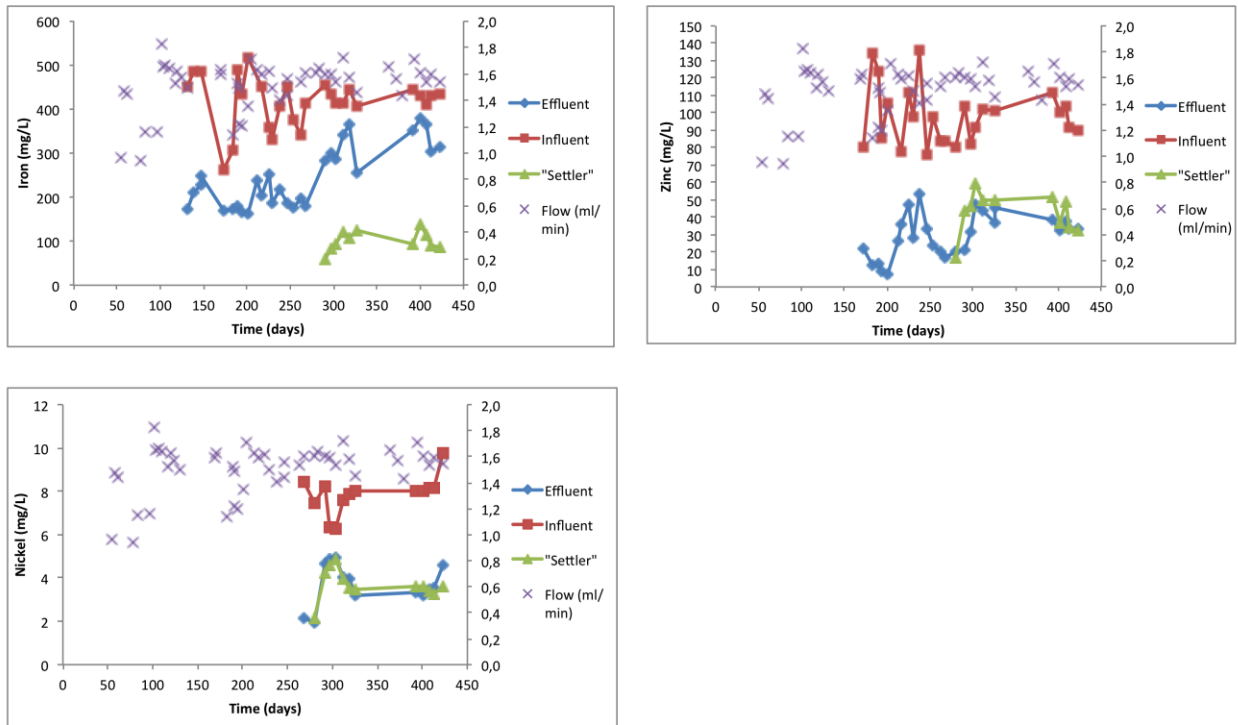 600
500
400
300
200
100
0
Iron (mg/L)
2,0
1,8
1,6
1,4
1,2
1,0
0,8
0,6
0,4
0,2
0,0
0 50 100 150 200 250 300 350 400 450
Time (days)
Effluent
Influent
"Settler"
Flow (ml/
min)
150
140
130
120
110
100
90
80
70
60
50
40
30
20
10
0
Zinc (mg/L)
2,0
1,8
1,6
1,4
1,2
1,0
0,8
0,6
0,4
0,2
0,0
0 50 100 150 200 250 300 350 400 450
Time (days)
Effluent
Influent
"Settler"
Flow
(ml/min)
12
10
8
6
4
2
0
Nickel (mg/L)
2,0
1,8
1,6
1,4
1,2
1,0
0,8
0,6
0,4
0,2
0,0
0 50 100 150 200 250 300 350 400 450
Time (days)
Effluent
Influent
"Settler"
Flow (ml/
min)